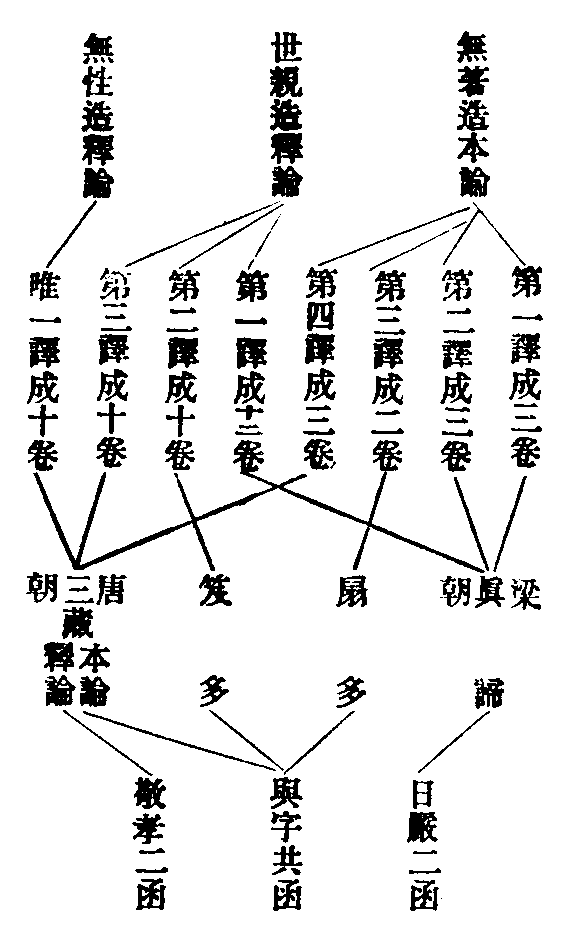 無著造本論
世親造釋論
無性造釋論
第一譯成三卷
第二譯成三卷
第三譯成二卷
第四譯成三卷
第一譯成十二卷
第二譯成十卷
第三譯成十卷
唯一譯成十卷
梁朝
真諦
扇多
笈多
唐朝
三藏
本論
釋論
日嚴二函
與字共函
敬孝二函